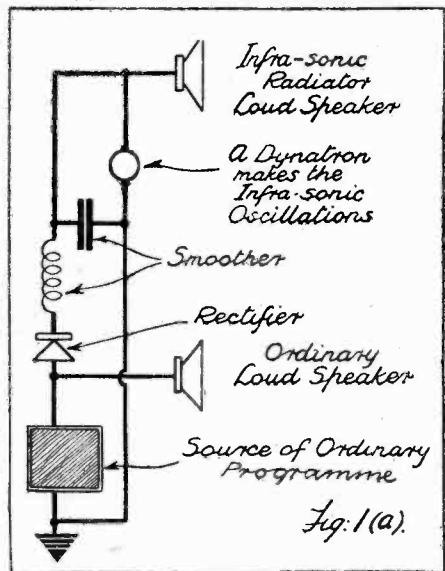 Infra-sonic
Radiator
Loud Speaker
A Dynatron
makes the
Infra-sonic
Oscillations
Smoother
Rectifier
Ordinary
Loud Speaker
Source of Ordinary
Programme
Fig: 1(a).